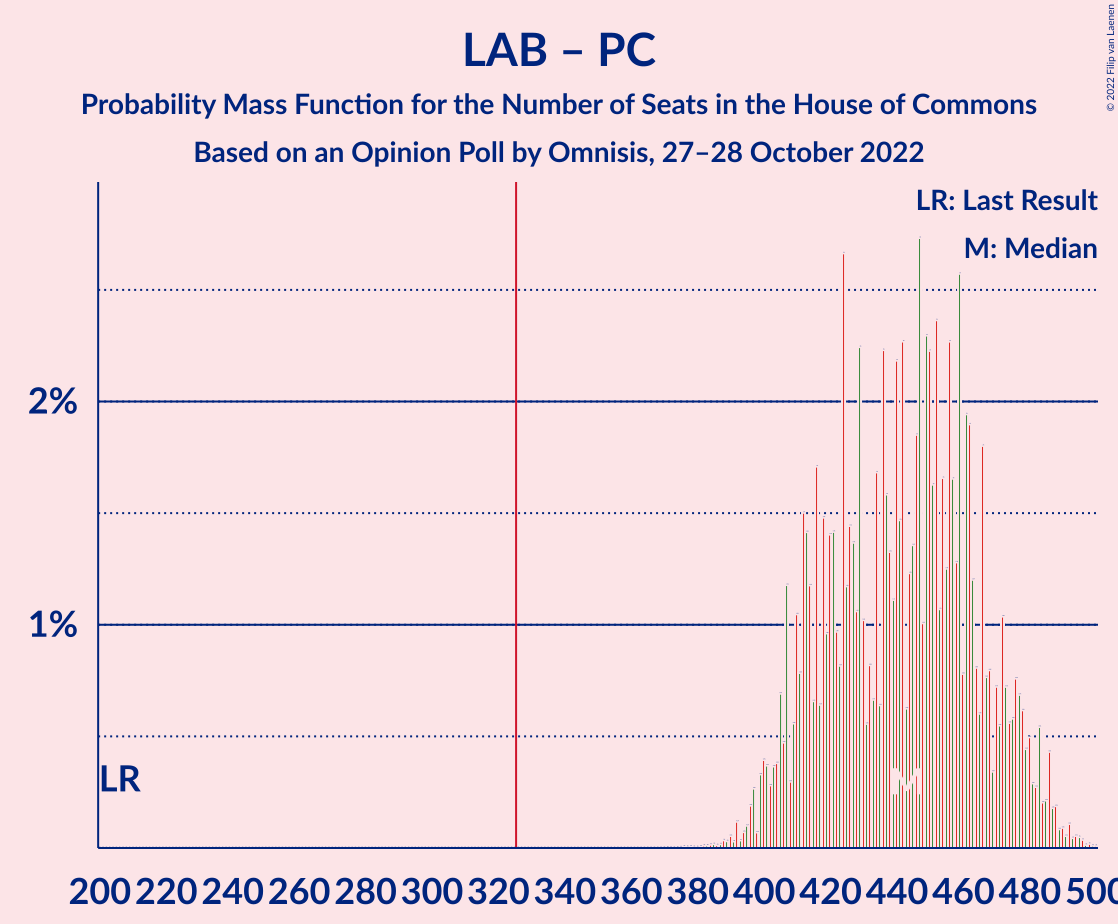 LAB – PC
Probability Mass Function for the Number of Seats in the House of Commons
Based on an Opinion Poll by Omnisis, 27–28 October 2022
© 2022 Filip van Laenen
LR: Last Result
M: Median
2%
1%
LR
M
200 220 240 260 280 300 320 340 360 380 400 420 440 460 480 500